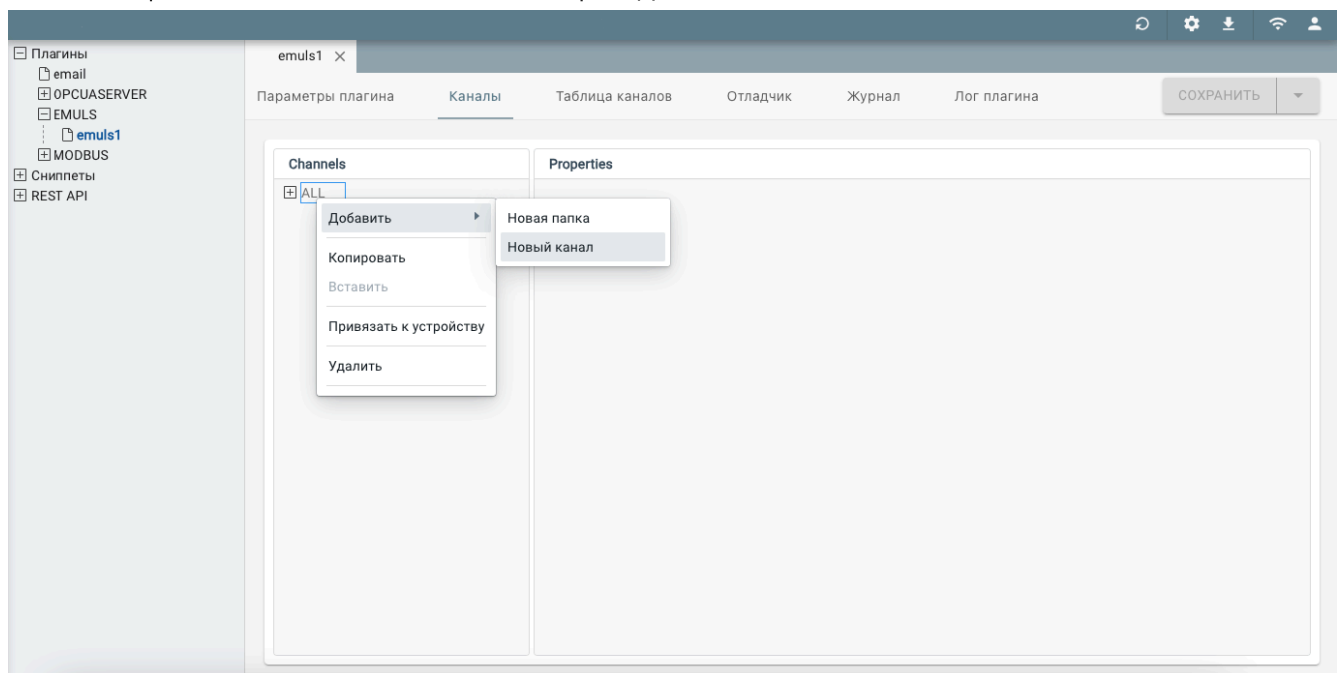 Плагины
email
OPCUASERVER
EMULS
emuls1
MODBUS
Сниппеты
REST API
emuls1
Параметры плагина Каналы Таблица каналов Отладчик Журнал Лог плагина СОХРАНИТЬ
Channels Properties
ALL
Добавить
Новая папка
Новый канал
Копировать
Вставить
Привязать к устройству
Удалить